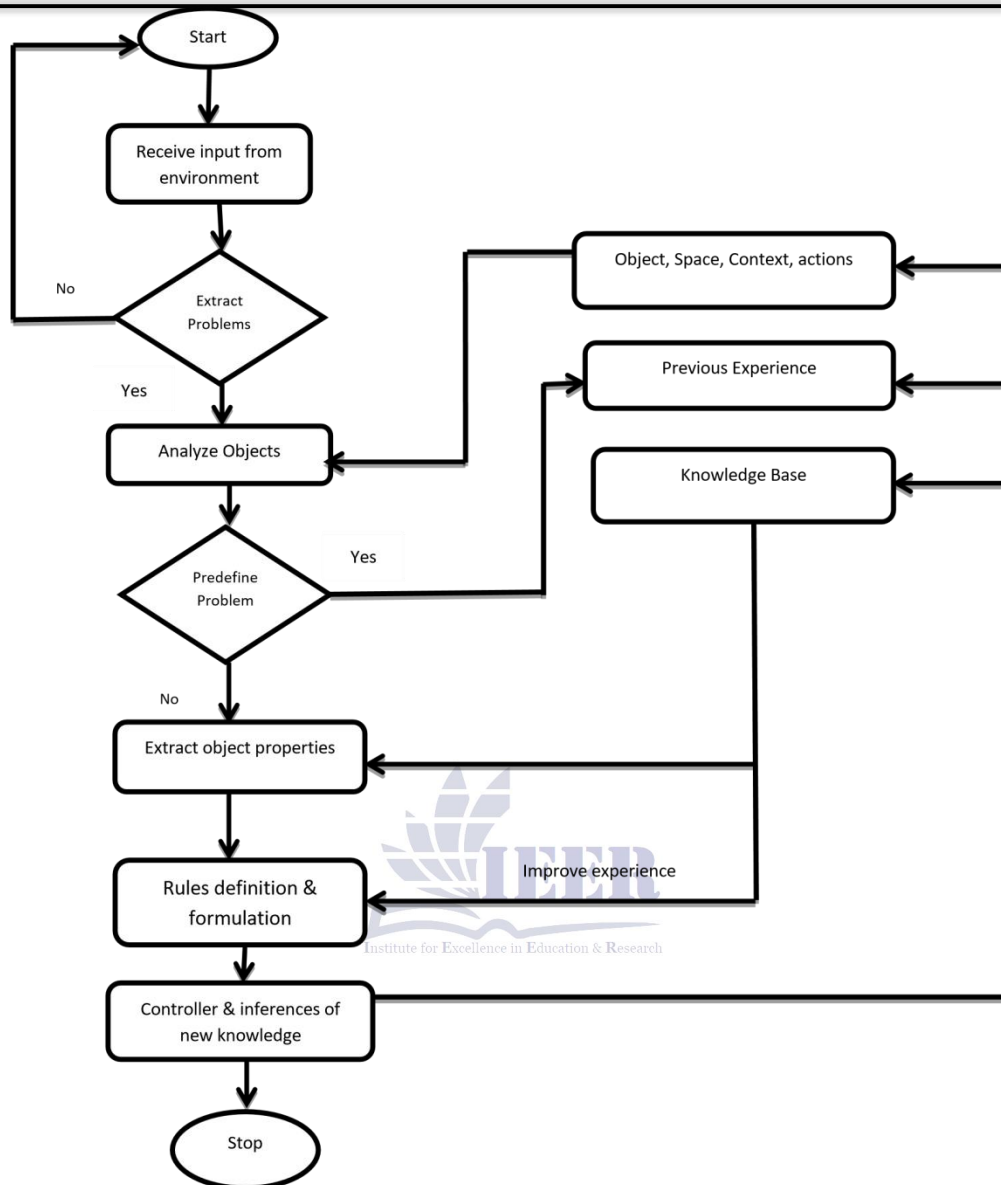 Start
Receive input from
environment
No
Extract
Problems
Yes
Object, Space, Context, actions
Previous Experience
Analyze Objects
Knowledge Base
Yes
Predefine
Problem
No
Extract object properties
IEER
Improve experience
Rules definition &
formulation
Institute for Excellence in Education & Research
Controller & inferences of
new knowledge
Stop